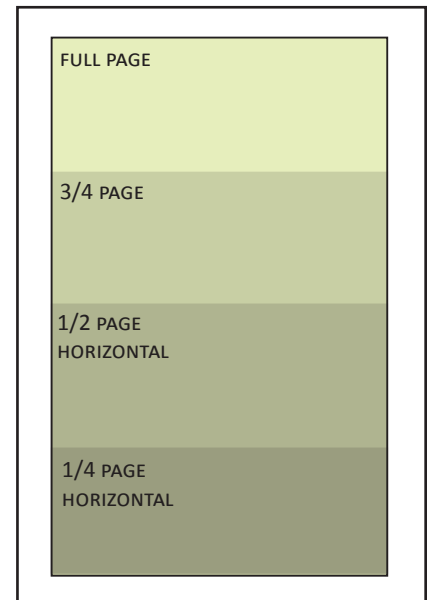 FULL PAGE
3/4 PAGE
1/2 PAGE
HORIZONTAL
1/4 PAGE
HORIZONTAL